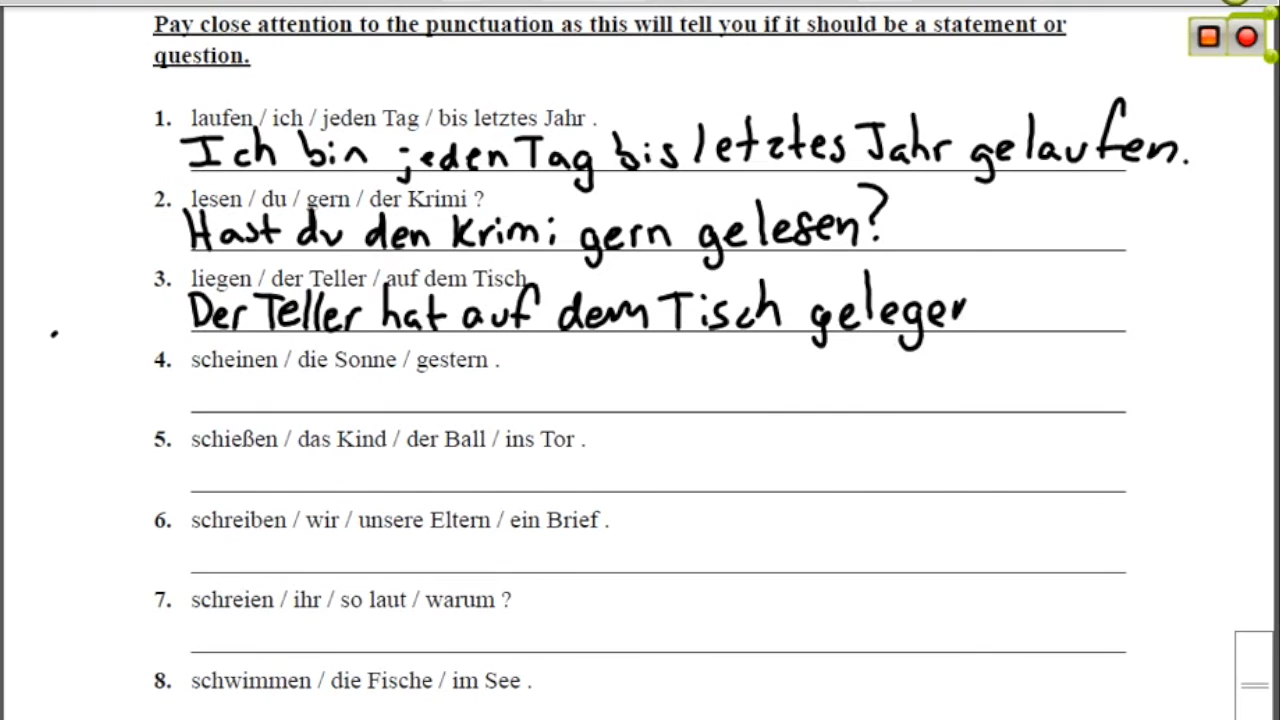 Pay close attention to the punctuation as this will tell you if it should be a statement or
question.
1. laufen / ich / jeden Tag / bis letztes Jahr .
Ich bin jeden Tag bis letztes Jahr gelaufen.
2. lesen / du / gern / der Krimi ?
Hast du den Krimi gern gelesen?
3. liegen / der Teller / auf dem Tisch
Der Teller hat auf dem Tisch geleger
4. scheinen / die Sonne / gestern .
5. schießen / das Kind / der Ball / ins Tor .
6. schreiben / wir / unsere Eltern / ein Brief .
7. schreien / ihr / so laut / warum ?
8. schwimmen / die Fische / im See .